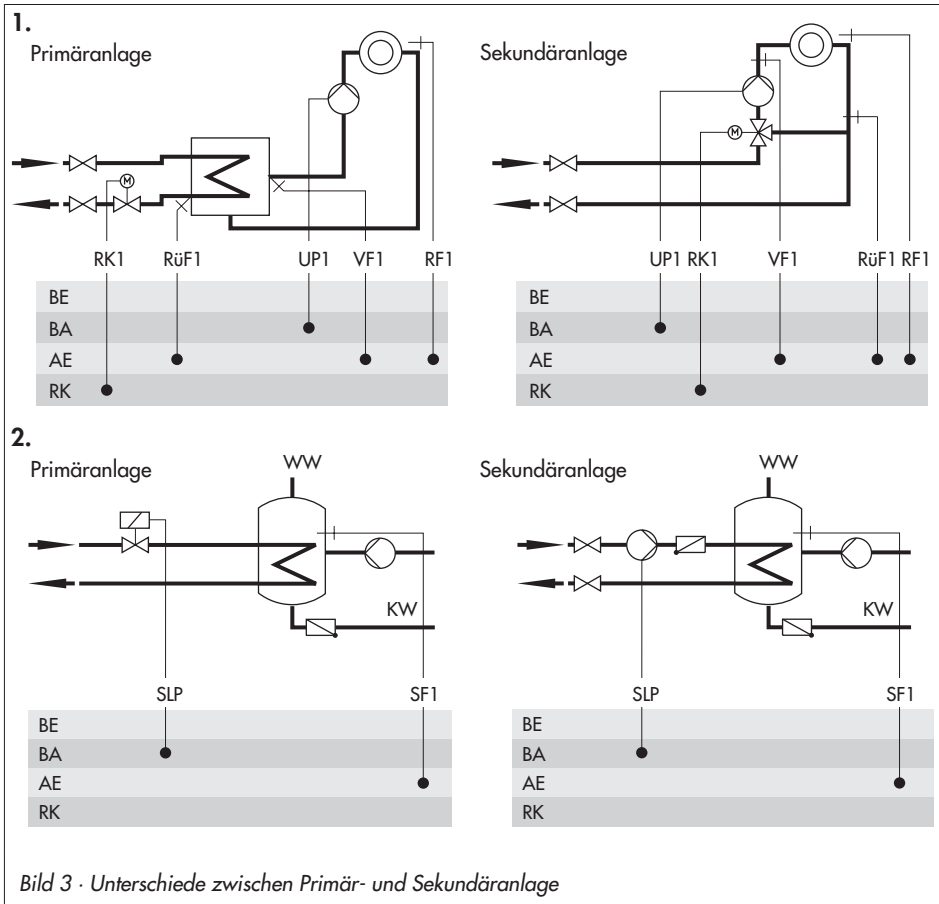 1.
Primäranlage
Sekundäranlage
M
M
RK1 RüF1 UP1 VF1 RF1
UP1 RK1 VF1 RüF1 RF1
BE
BA
AE
RK
BE
BA
AE
RK
2.
Primäranlage
WW
KW
Sekundäranlage
WW
KW
SLP SF1
SLP SF1
BE
BA
AE
RK
BE
BA
AE
RK
Bild 3 · Unterschiede zwischen Primär- und Sekundäranlage